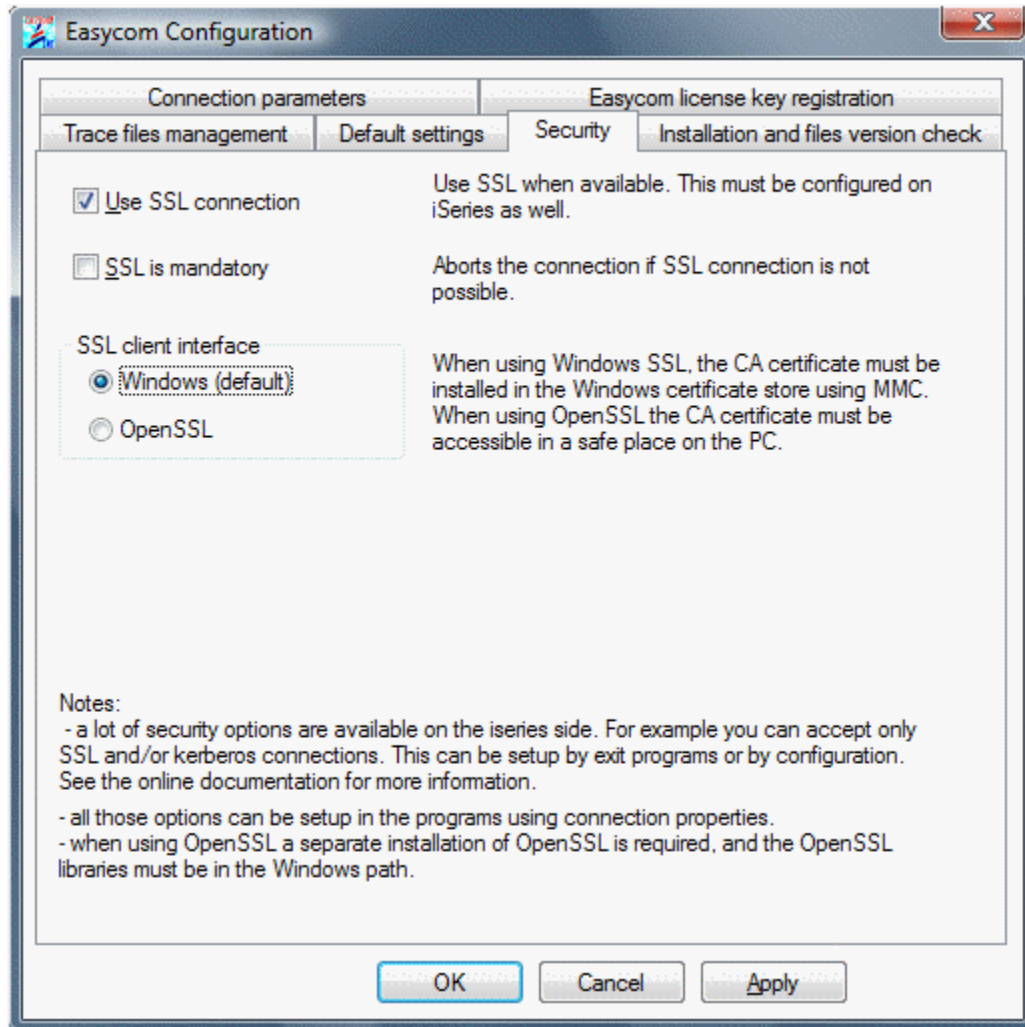 Easycom Configuration
Connection parameters
Easycom license key registration
Trace files management
Default settings
Security
Installation and files version check
Use SSL connection
Use SSL when available. This must be configured on
iSeries as well.
SSL is mandatory
Aborts the connection if SSL connection is not
possible.
SSL client interface
Windows (default)
OpenSSL
When using Windows SSL, the CA certificate must be
installed in the Windows certificate store using MMC.
When using OpenSSL the CA certificate must be
accessible in a safe place on the PC.
Notes:
- a lot of security options are available on the iseries side. For example you can accept only
SSL and/or kerberos connections. This can be setup by exit programs or by configuration.
See the online documentation for more information.
- all those options can be setup in the programs using connection properties.
- when using OpenSSL a separate installation of OpenSSL is required, and the OpenSSL
libraries must be in the Windows path.
OK
Cancel
Apply